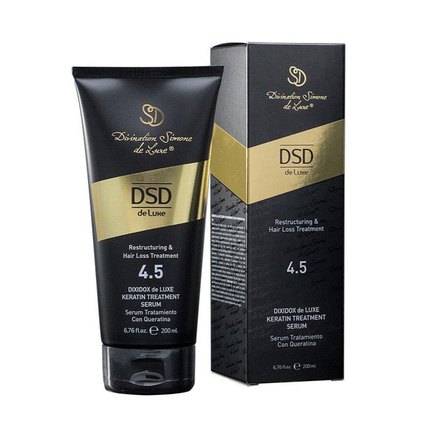 SD
Divination Simone
de Luxe®
DSD
de Luxe
Restructuring &
Hair Loss Treatment
4.5
DIXIDOX de LUXE
KERATIN TREATMENT
SERUM
Serum Tratamiento
Con Queratina
6,76 fl.oz. e 200 mL
SD
Divination Simone
de Luxe®
DSD
de Luxe
Restructuring &
Hair Loss Treatment
4.5
DIXIDOX de LUXE
KERATIN TREATMENT
SERUM
Serum Tratamiento
Con Queratina
6,76 fl.oz. e 200 mL